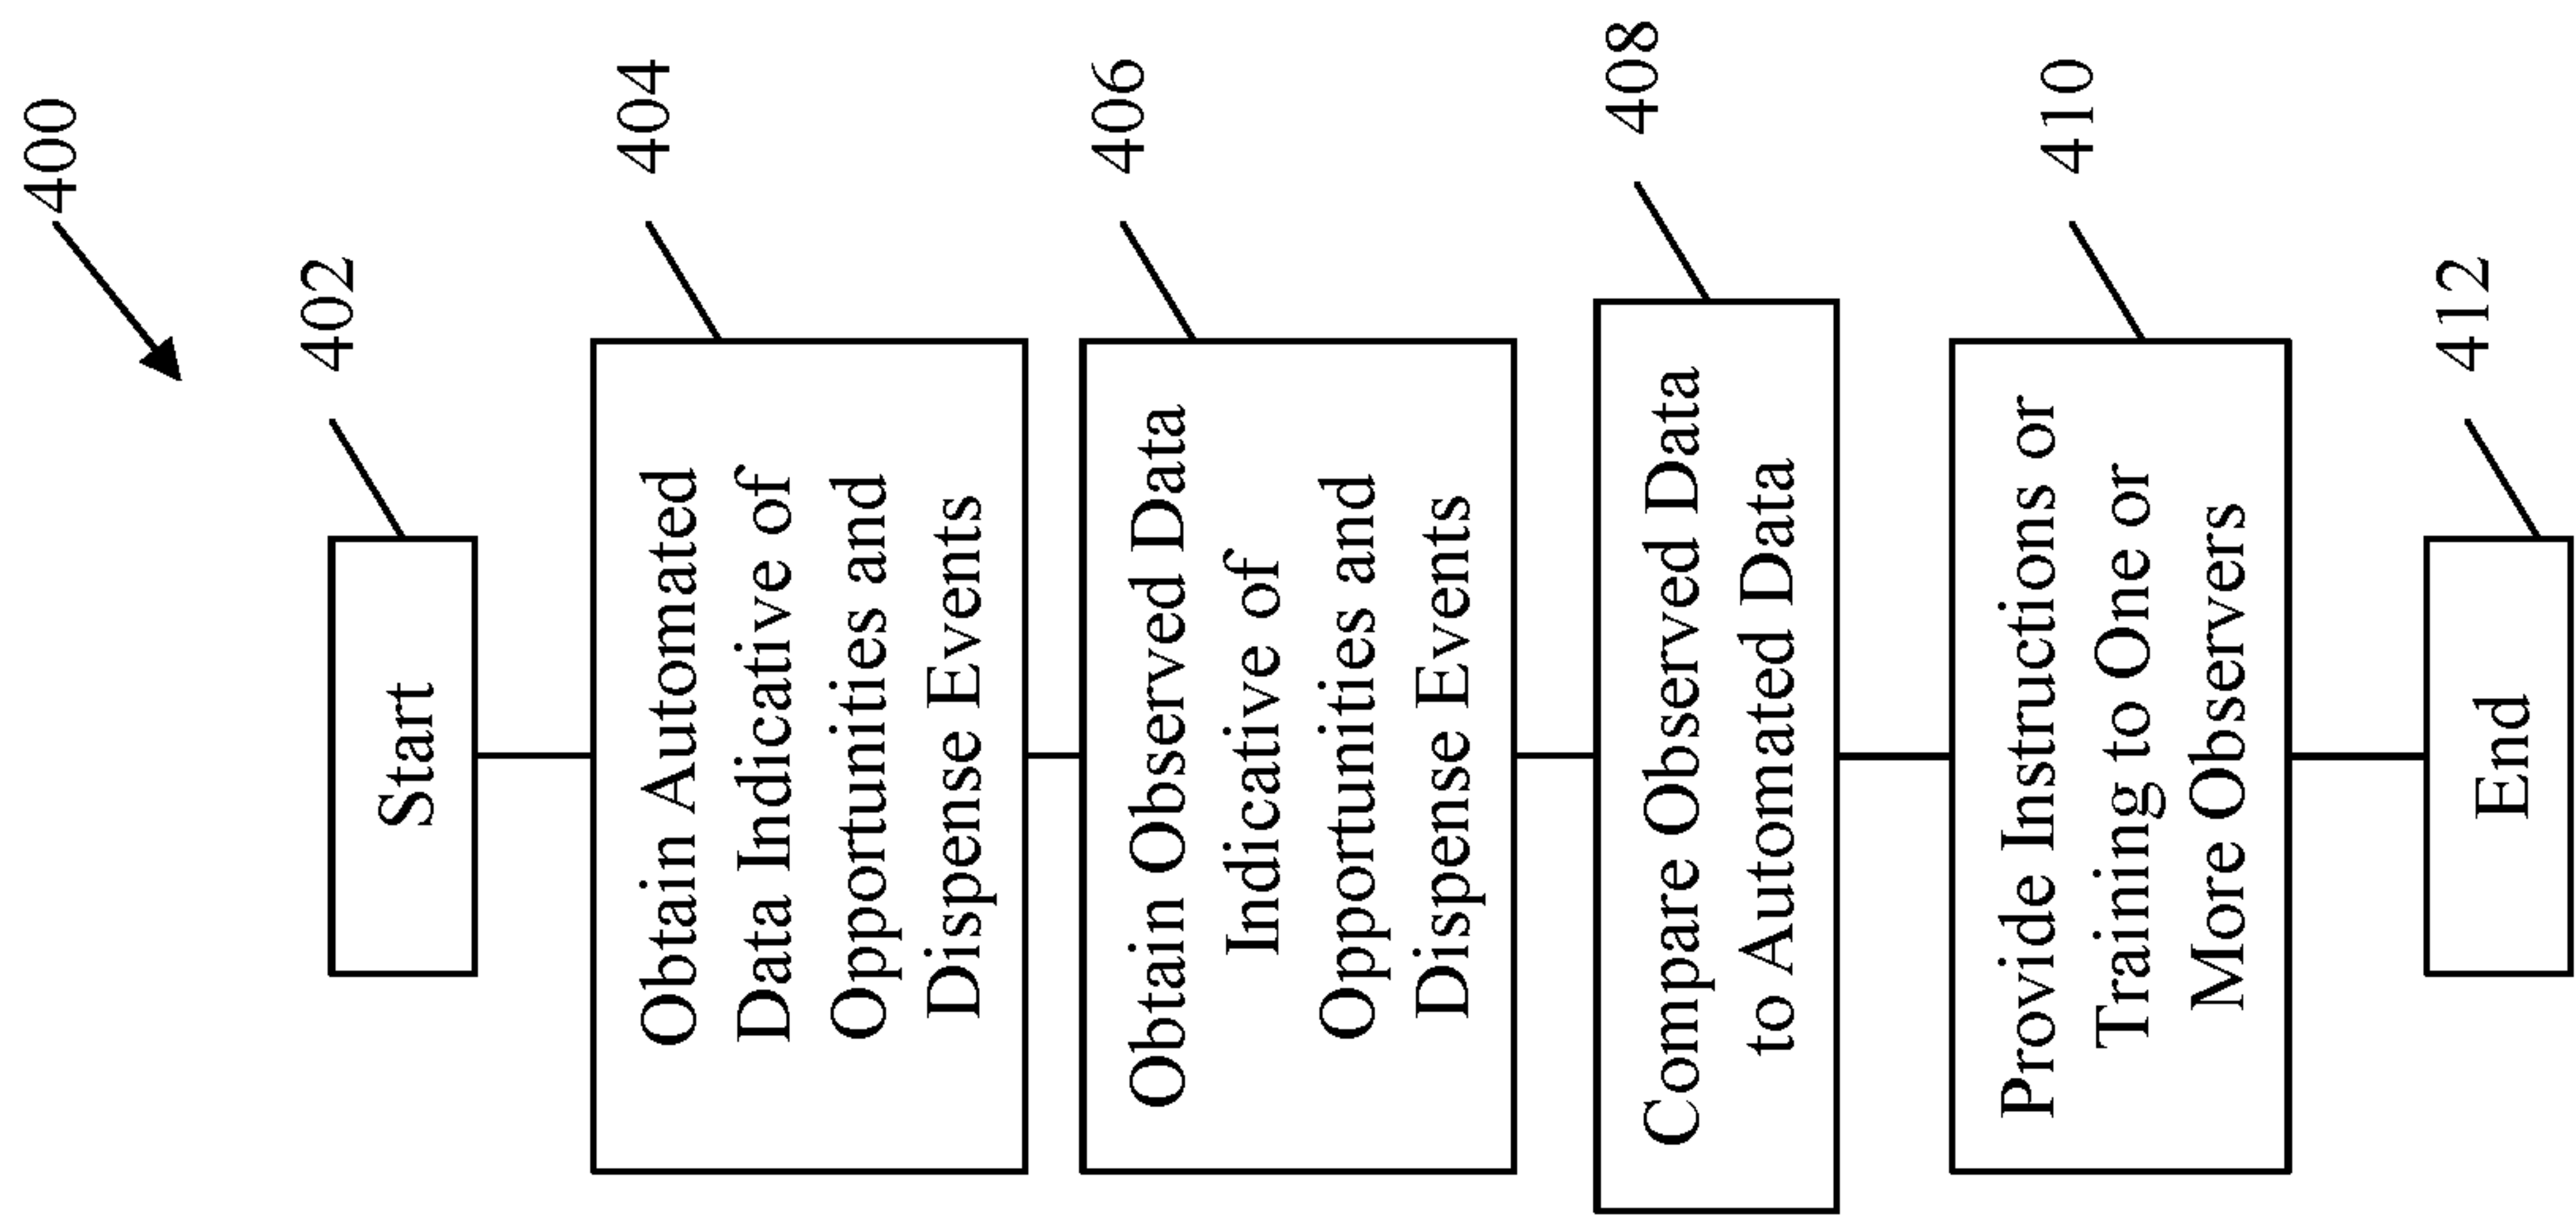 400
402
Start
404
Obtain Automated
Data Indicative of
Opportunities and
Dispense Events
406
Obtain Observed Data
Indicative of
Opportunities and
Dispense Events
408
Compare Observed Data
to Automated Data
410
Provide Instructions or
Training to One or
More Observers
412
End